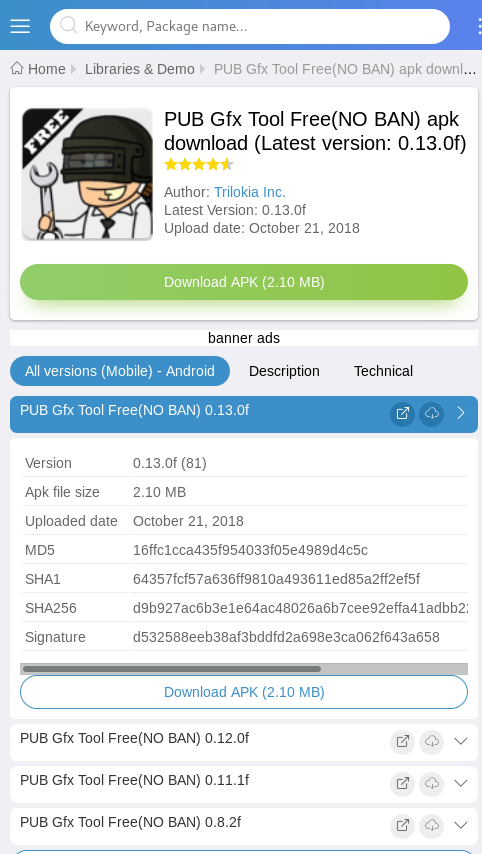 Keyword, Package name...
Home Libraries & Demo PUB Gfx Tool Free(NO BAN) apk downl...
FREE
PUB Gfx Tool Free(NO BAN) apk
download (Latest version: 0.13.0f)
Author: Trilokia Inc.
Latest Version: 0.13.0f
Upload date: October 21, 2018
Download APK (2.10 MB)
banner ads
All versions (Mobile) - Android Description Technical
PUB Gfx Tool Free(NO BAN) 0.13.0f
Version 0.13.0f (81)
Apk file size 2.10 MB
Uploaded date October 21, 2018
MD5 16ffc1cca435f954033f05e4989d4c5c
SHA1 64357fcf57a636ff9810a493611ed85a2ff2ef5f
SHA256 d9b927ac6b3e1e64ac48026a6b7cee92effa41adbb22
Signature d532588eeb38af3bddfd2a698e3ca062f643a658
Download APK (2.10 MB)
PUB Gfx Tool Free(NO BAN) 0.12.0f
PUB Gfx Tool Free(NO BAN) 0.11.1f
PUB Gfx Tool Free(NO BAN) 0.8.2f